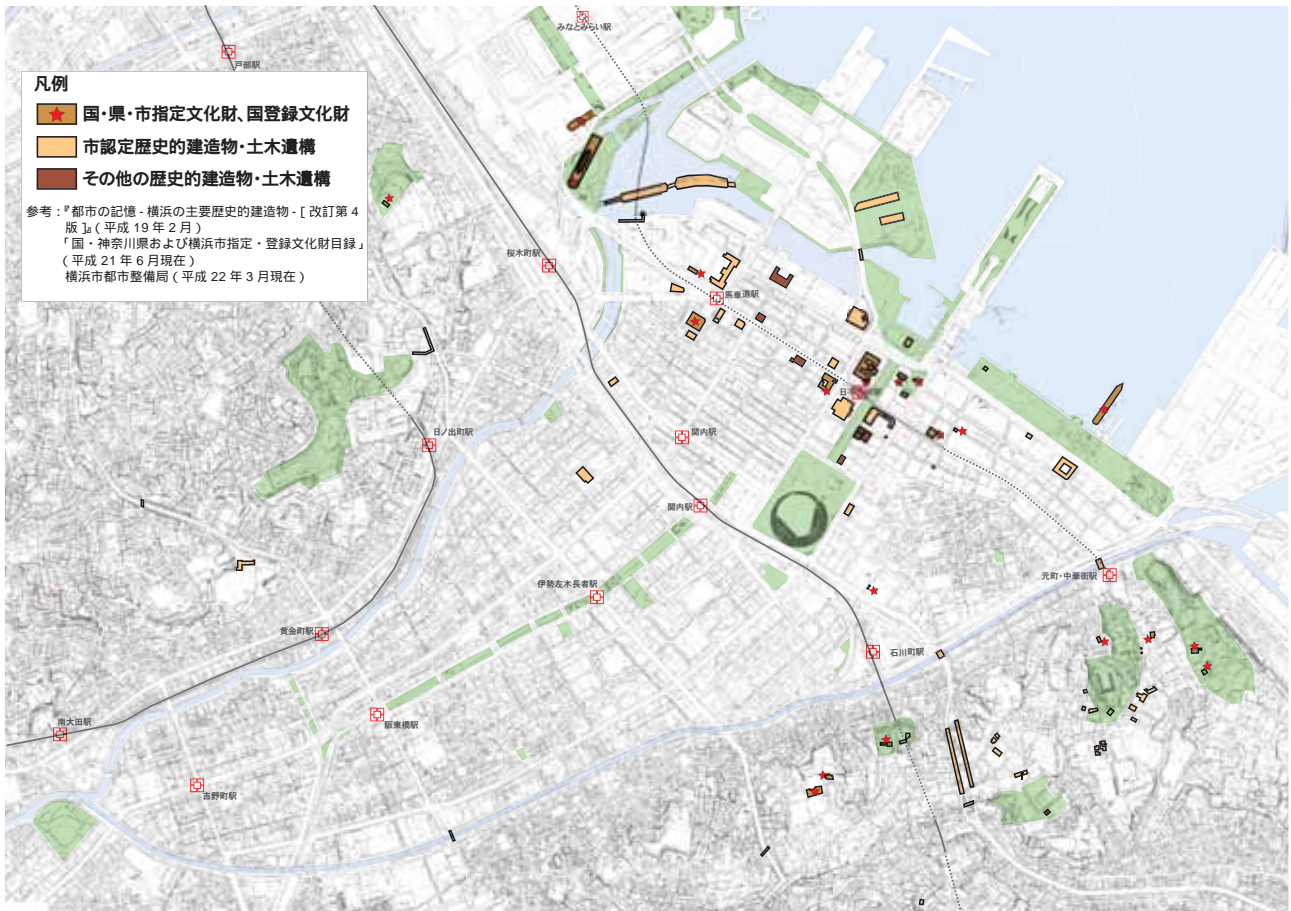 みなとみらい駅
戸部駅
凡例
国・県・市指定文化財、国登録文化財
市認定歴史的建造物・土木遺構
その他の歴史的建造物・土木遺構
参考：『都市の記憶 - 横浜の主要歴史的建造物 - [ 改訂第 4
版 ]』( 平成 19 年 2 月 )
「国・神奈川県および横浜市指定・登録文化財目録」
( 平成 21 年 6 月現在 )
横浜市都市整備局 ( 平成 22 年 3 月現在 )
桜木町駅
馬車道駅
日ノ出町駅
関内駅
関内駅
伊勢佐木長者駅
元町・中華街駅
黄金町駅
石川町駅
南大田駅
阪東橋駅
吉野町駅